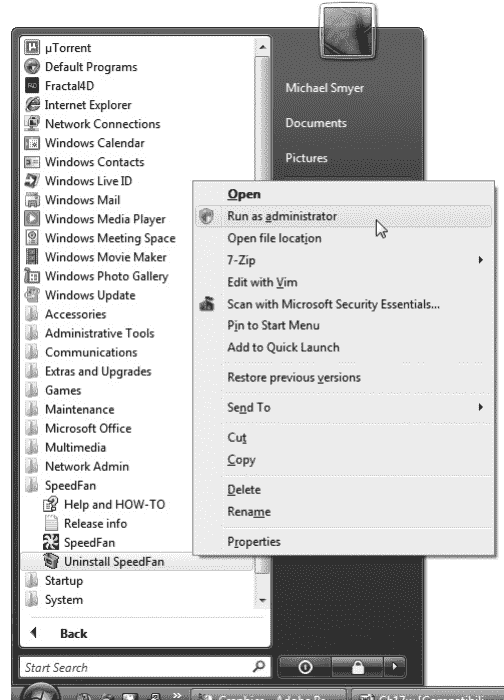 µTorrent
Default Programs
Fractal4D
Internet Explorer
Network Connections
Windows Calendar
Windows Contacts
Windows Live ID
Windows Mail
Windows Media Player
Windows Meeting Space
Windows Movie Maker
Windows Photo Gallery
Windows Update
Accessories
Administrative Tools
Communications
Extras and Upgrades
Games
Maintenance
Microsoft Office
Multimedia
Network Admin
SpeedFan
Help and HOW-TO
Release info
SpeedFan
Uninstall SpeedFan
Startup
System
Back
Start Search
Michael Smyer
Documents
Pictures
Open
Run as administrator
Open file location
7-Zip
Edit with Vim
Scan with Microsoft Security Essentials...
Pin to Start Menu
Add to Quick Launch
Restore previous versions
Send To
Cut
Copy
Delete
Rename
Properties